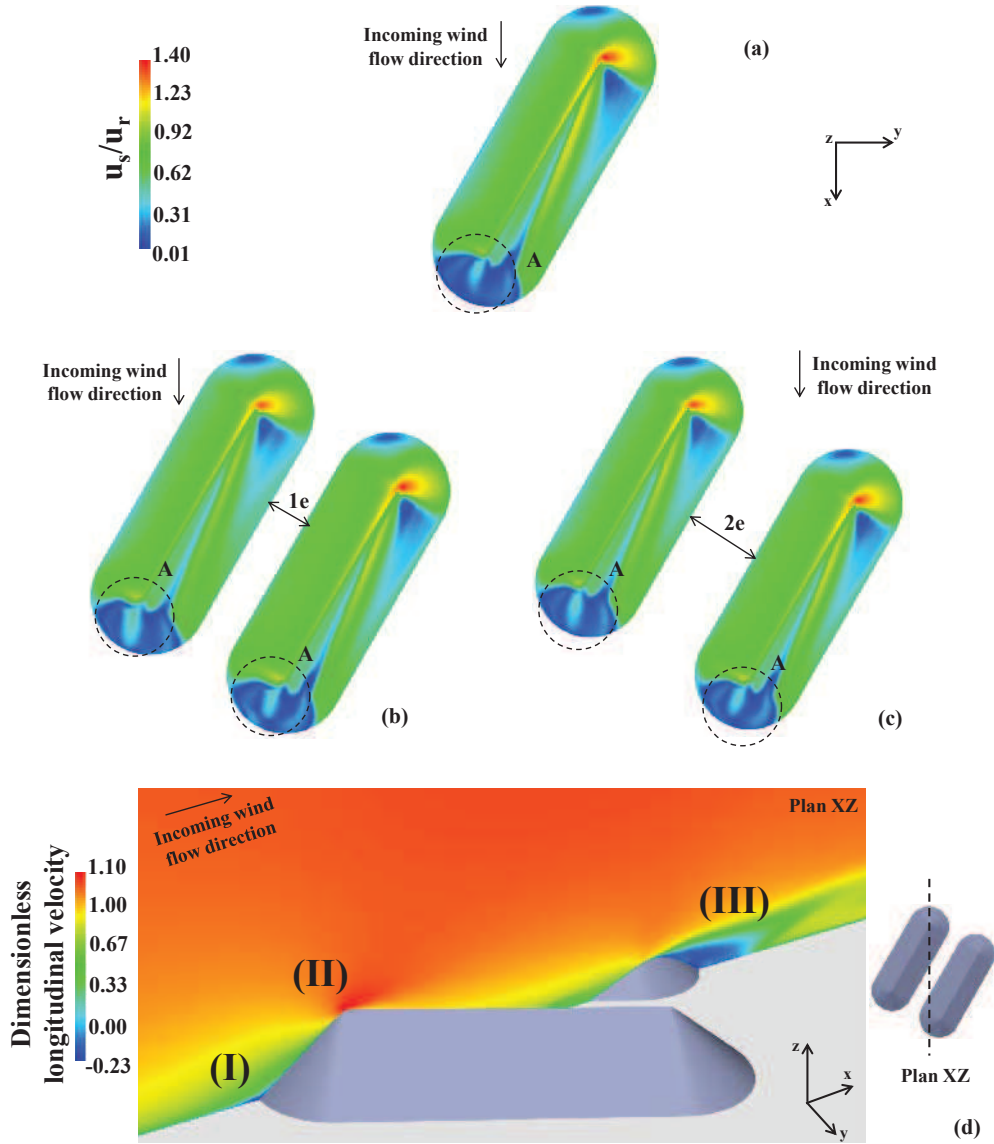 Incoming wind
flow direction
(a)
1.40
1.23
0.92
0.62
0.31
0.01
u_s/u_r
z
y
x
A
Incoming wind
flow direction
1e
A
A
(b)
Incoming wind
flow direction
2e
A
A
(c)
Incoming wind
flow direction
Plan XZ
Dimensionless
longitudinal velocity
1.10
1.00
0.67
0.33
0.00
-0.23
(I)
(II)
(III)
z
x
y
Plan XZ
(d)